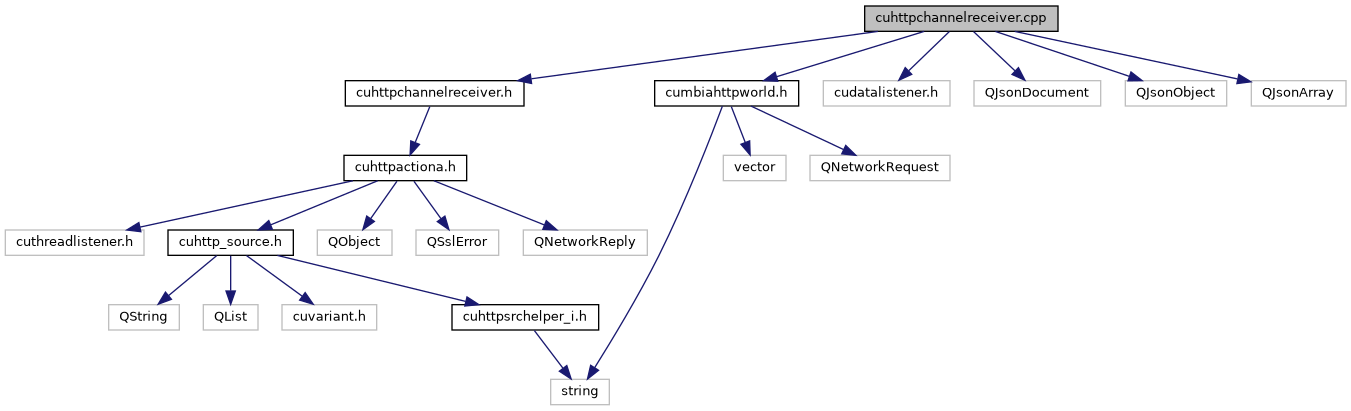 cuhttpchannelreceiver.cpp
cuhttpchannelreceiver.h
cumbiahttpworld.h
cudatalistener.h
QJsonDocument
QJsonObject
QJsonArray
cuhttpactiona.h
vector
QNetworkRequest
cuthreadlistener.h
cuhttp_source.h
QObject
QSslError
QNetworkReply
QString
QList
cuvariant.h
cuhttpsrchelper_i.h
string